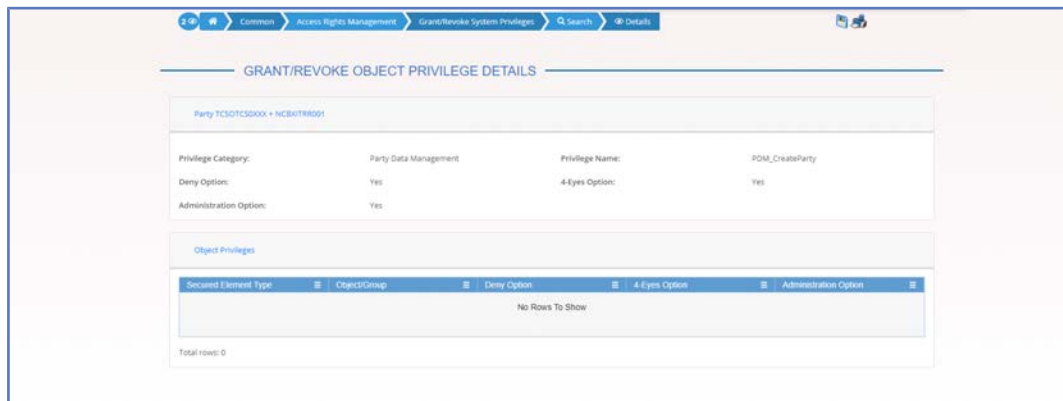 2 Common Access Rights Management Grant/Revoke System Privileges Search Details
GRANT/REVOKE OBJECT PRIVILEGE DETAILS
Party TCSOTCS0XXX + NCBXITRR001
Privilege Category: Party Data Management Privilege Name: PDM_CreateParty
Deny Option: Yes 4-Eyes Option: Yes
Administration Option: Yes
Object Privileges
Secured Element Type Object/Group Deny Option 4-Eyes Option Administration Option
No Rows To Show
Total rows: 0